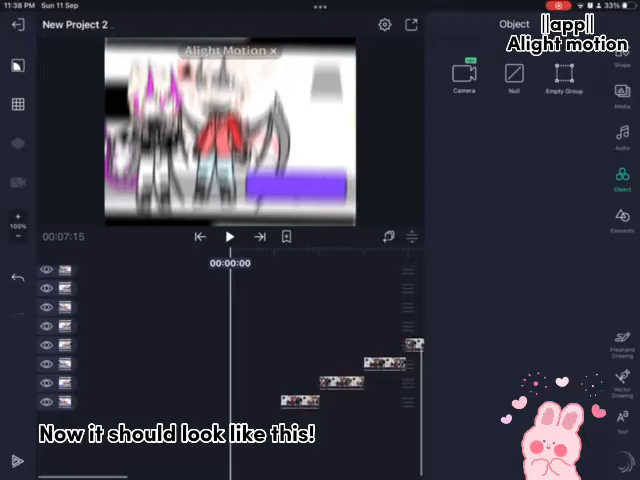 11:38 PM Sun 11 Sep
33%
New Project 2
Object
||app||
Alight motion
Alight Motion ×
Camera
Null
Empty Group
Shape
Media
Audio
Object
Elements
+
100%
-
00:07:15
00:00:00
Freehand
Drawing
Vector
Drawing
Text
Now it should look like this!